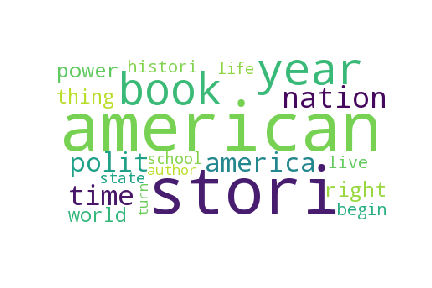 power histori life year
thing book nation
american
polit school america live
state author
time turn stori right
world begin